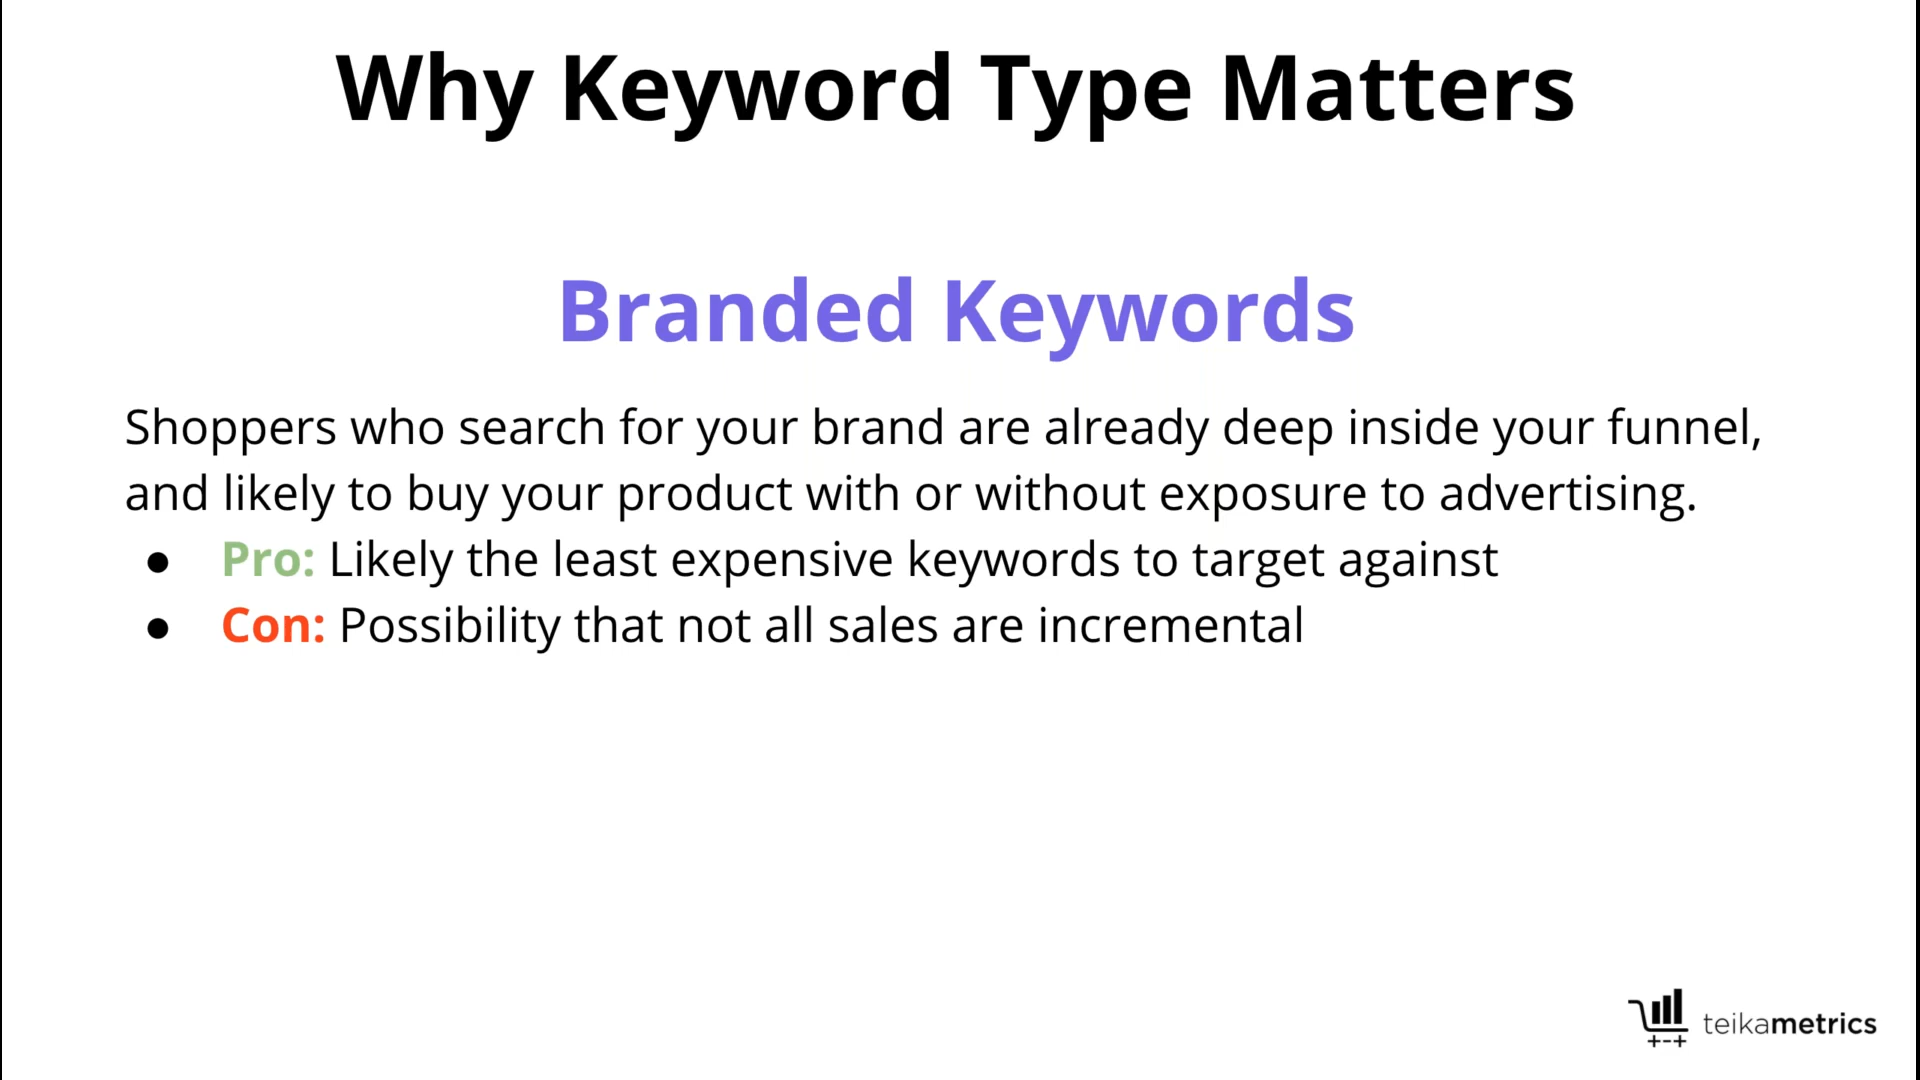 Why Keyword Type Matters
Branded Keywords
Shoppers who search for your brand are already deep inside your funnel,
and likely to buy your product with or without exposure to advertising.
● Pro: Likely the least expensive keywords to target against
● Con: Possibility that not all sales are incremental
teikametrics